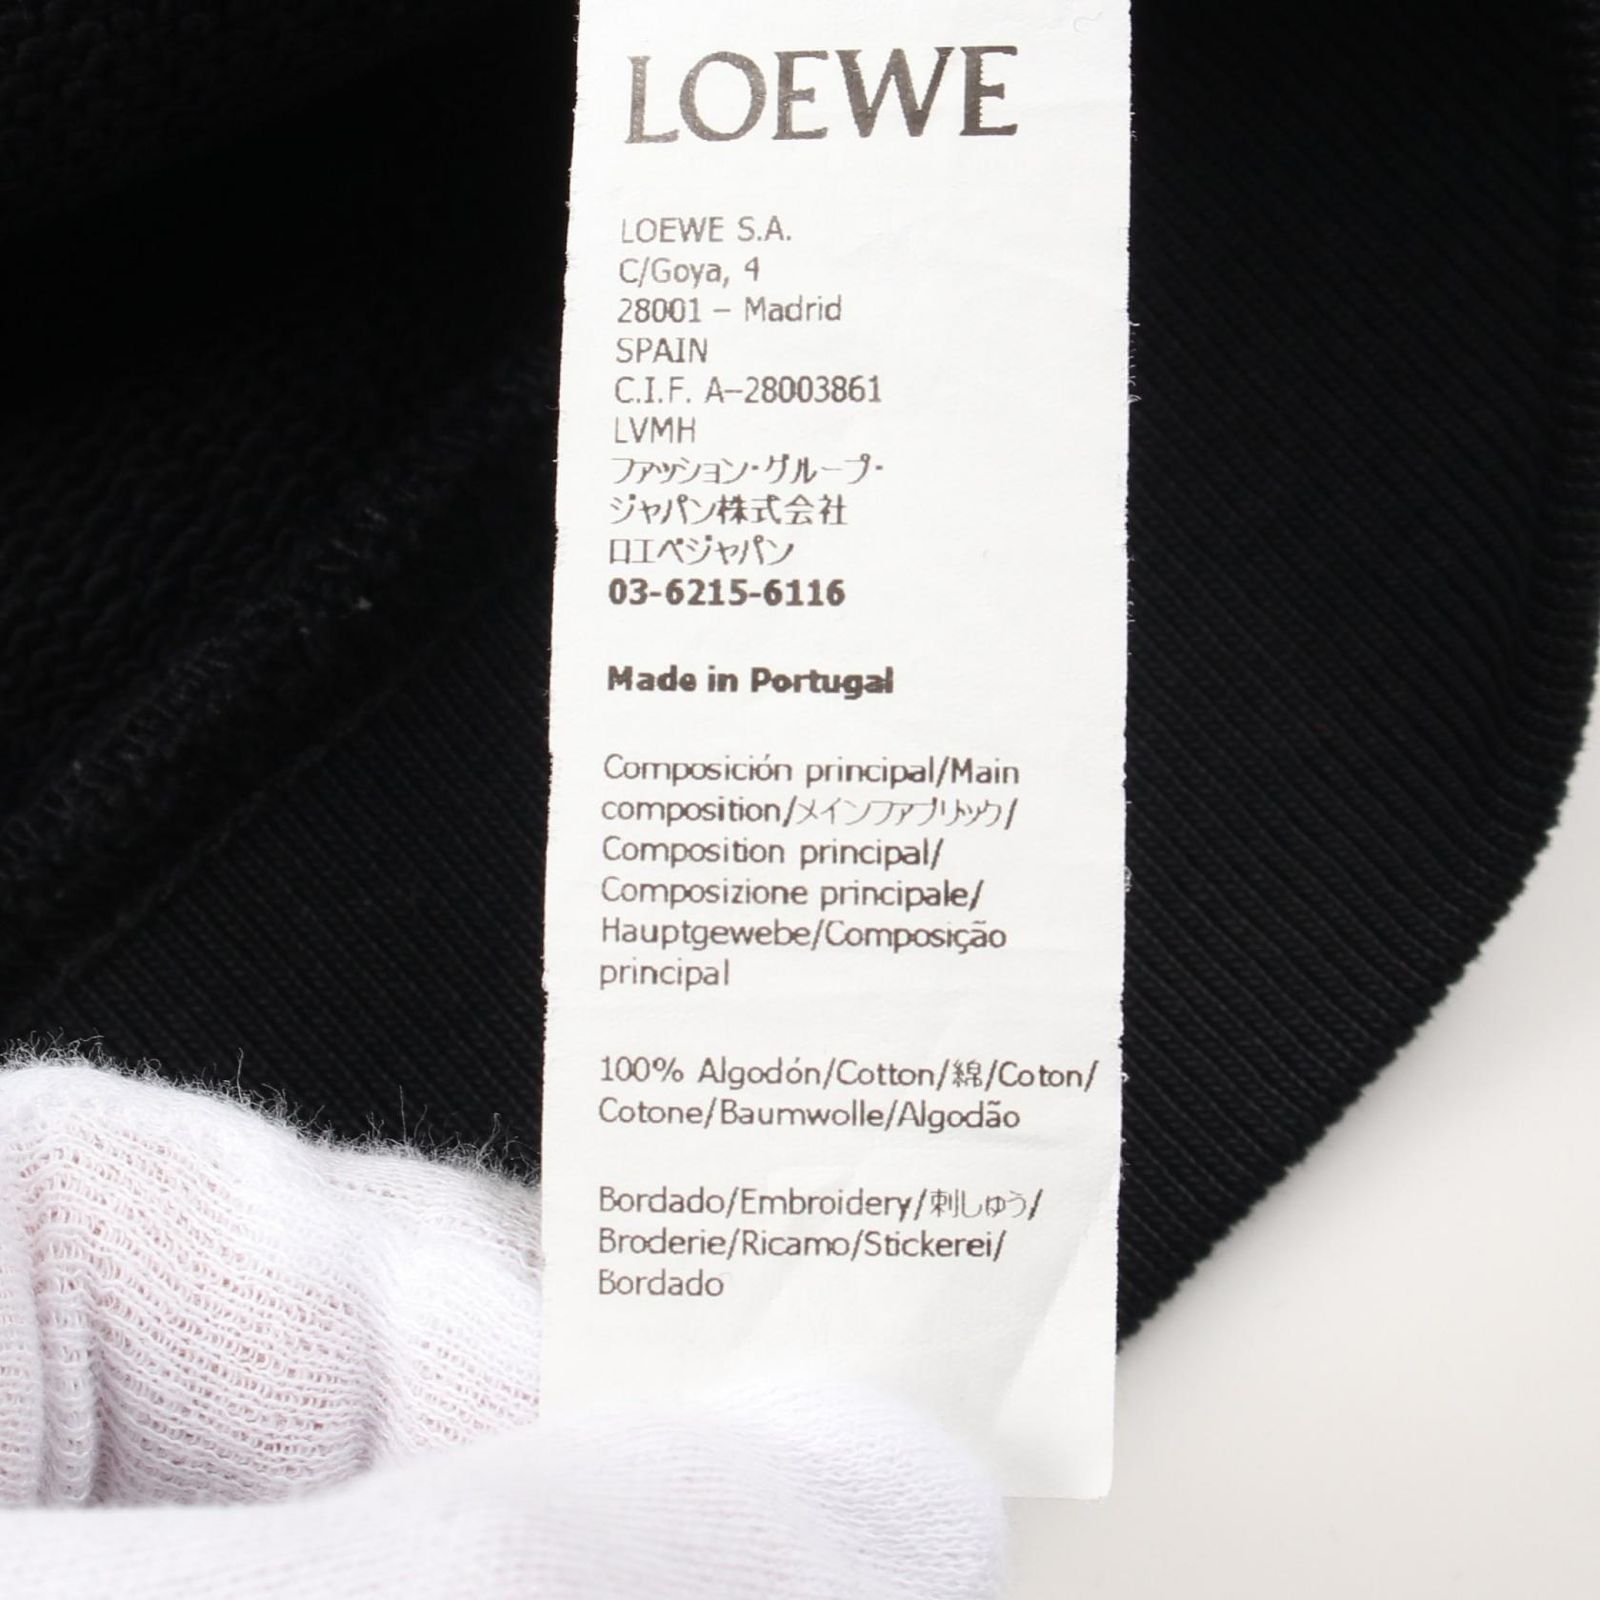 LOEWE
LOEWE S.A.
C/Goya, 4
28001 – Madrid
SPAIN
C.I.F. A–28003861
LVMH
ファッション・グループ・
ジャパン株式会社
ロエベジャパン
03-6215-6116
Made in Portugal
Composición principal/Main
composition/メインファブリック/
Composition principal/
Composizione principale/
Hauptgewebe/Composição
principal
100% Algodón/Cotton/綿/Coton/
Cotone/Baumwolle/Algodão
Bordado/Embroidery/刺しゅう/
Broderie/Ricamo/Stickerei/
Bordado